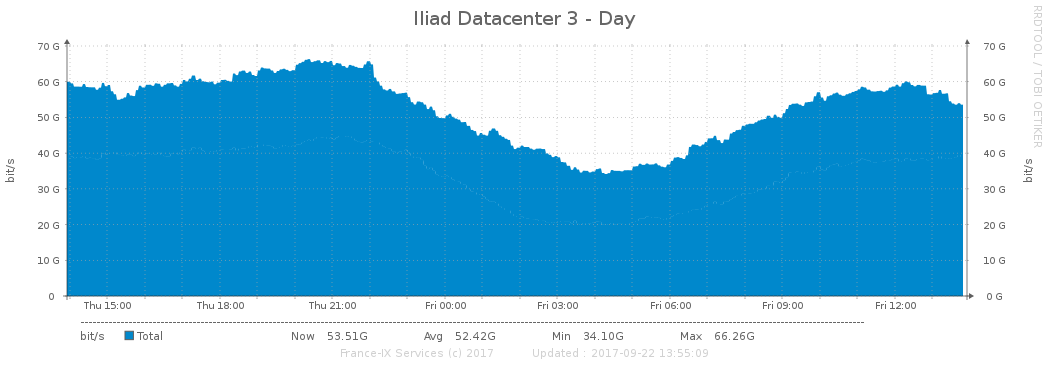 Iliad Datacenter 3 - Day
RRDTOOL / TOBI OETIKER
70 G
70 G
60 G
60 G
50 G
50 G
40 G
40 G
30 G
30 G
20 G
20 G
10 G
10 G
0
0 G
bit/s
bit/s
Thu 15:00 Thu 18:00 Thu 21:00 Fri 00:00 Fri 03:00 Fri 06:00 Fri 09:00 Fri 12:00
bit/s Total Now 53.51G Avg 52.42G Min 34.10G Max 66.26G
France-IX Services (c) 2017 Updated : 2017-09-22 13:55:09